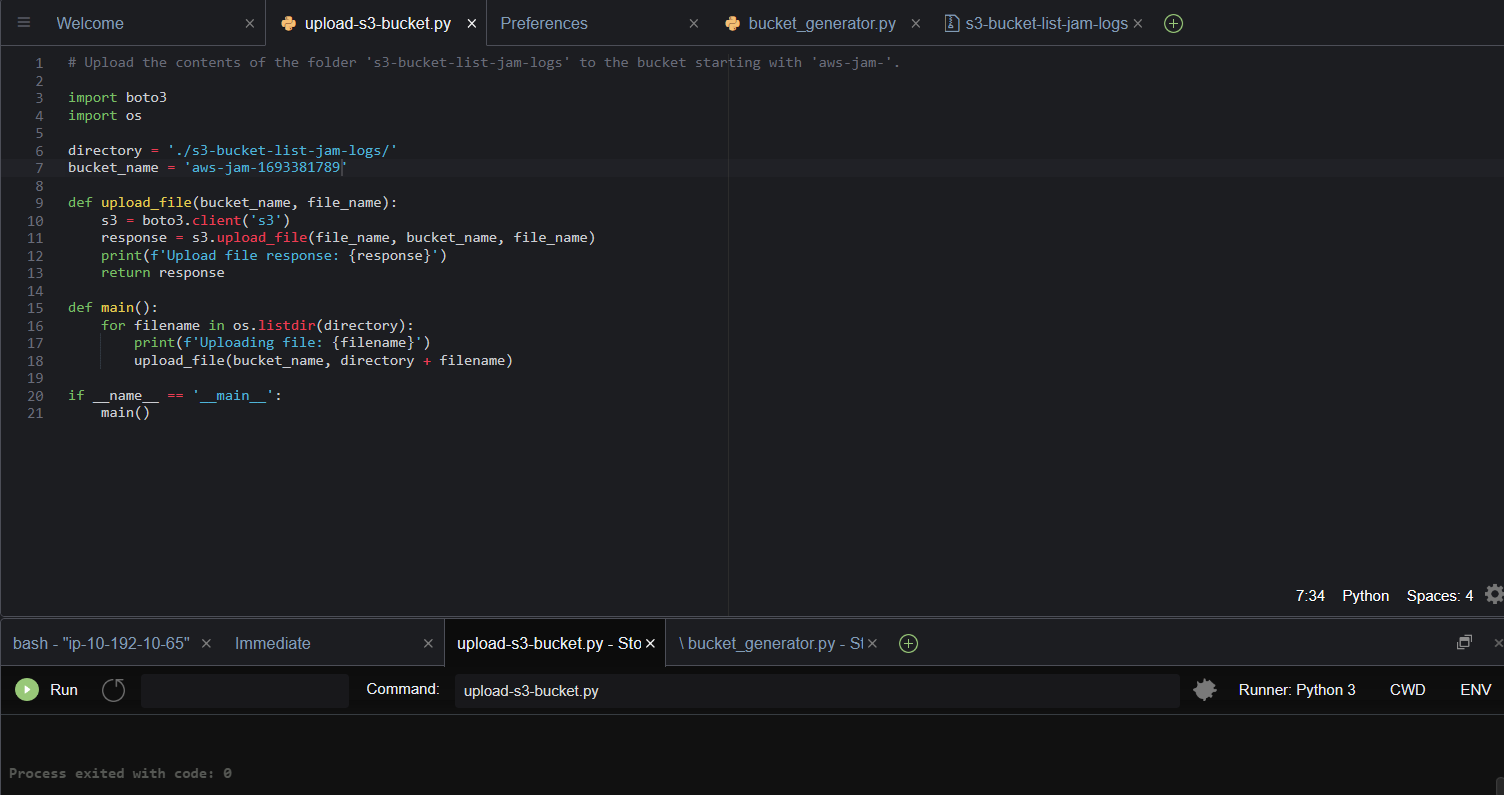 Welcome
upload-s3-bucket.py
Preferences
bucket_generator.py
s3-bucket-list-jam-logs
1 # Upload the contents of the folder 's3-bucket-list-jam-logs' to the bucket starting with 'aws-jam-'.
2
3 import boto3
4 import os
5
6 directory = './s3-bucket-list-jam-logs/'
7 bucket_name = 'aws-jam-1693381789'
8
9 def upload_file(bucket_name, file_name):
10     s3 = boto3.client('s3')
11     response = s3.upload_file(file_name, bucket_name, file_name)
12     print(f'Upload file response: {response}')
13     return response
14
15 def main():
16     for filename in os.listdir(directory):
17         print(f'Uploading file: {filename}')
18         upload_file(bucket_name, directory + filename)
19
20 if __name__ == '__main__':
21     main()
7:34 Python Spaces: 4
bash - "ip-10-192-10-65"
Immediate
upload-s3-bucket.py - Sto
\ bucket_generator.py - St
Run
Command: upload-s3-bucket.py
Runner: Python 3
CWD
ENV
Process exited with code: 0